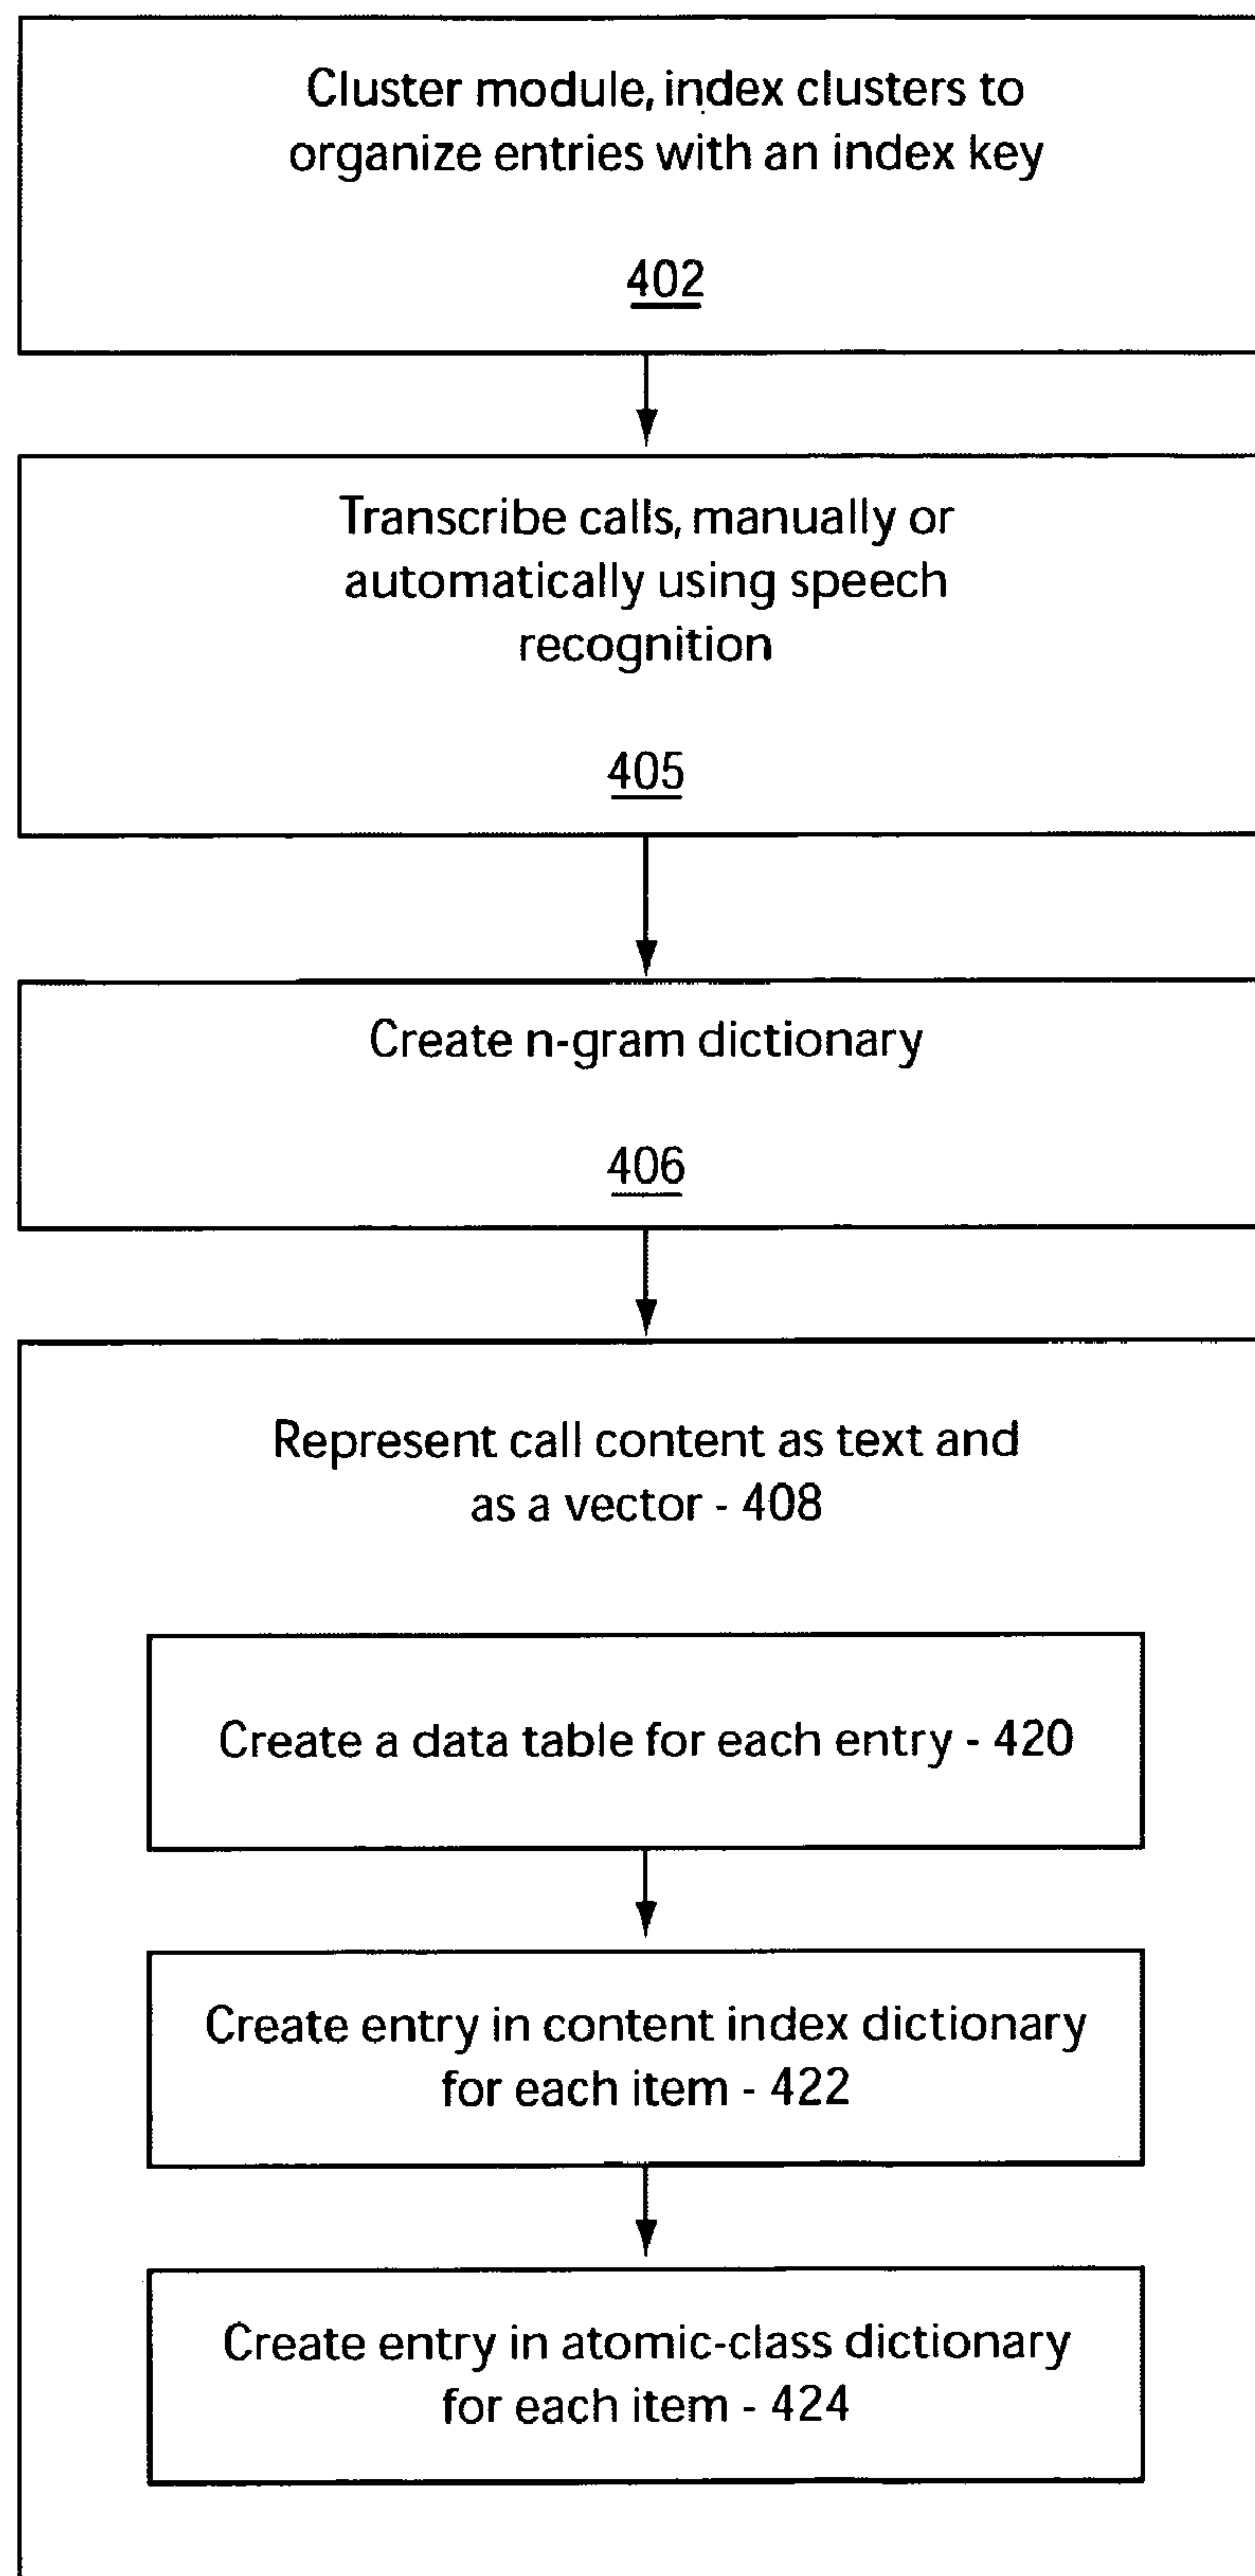 Cluster module, index clusters to
organize entries with an index key
402
Transcribe calls, manually or
automatically using speech
recognition
405
Create n-gram dictionary
406
Represent call content as text and
as a vector - 408
Create a data table for each entry - 420
Create entry in content index dictionary
for each item - 422
Create entry in atomic-class dictionary
for each item - 424